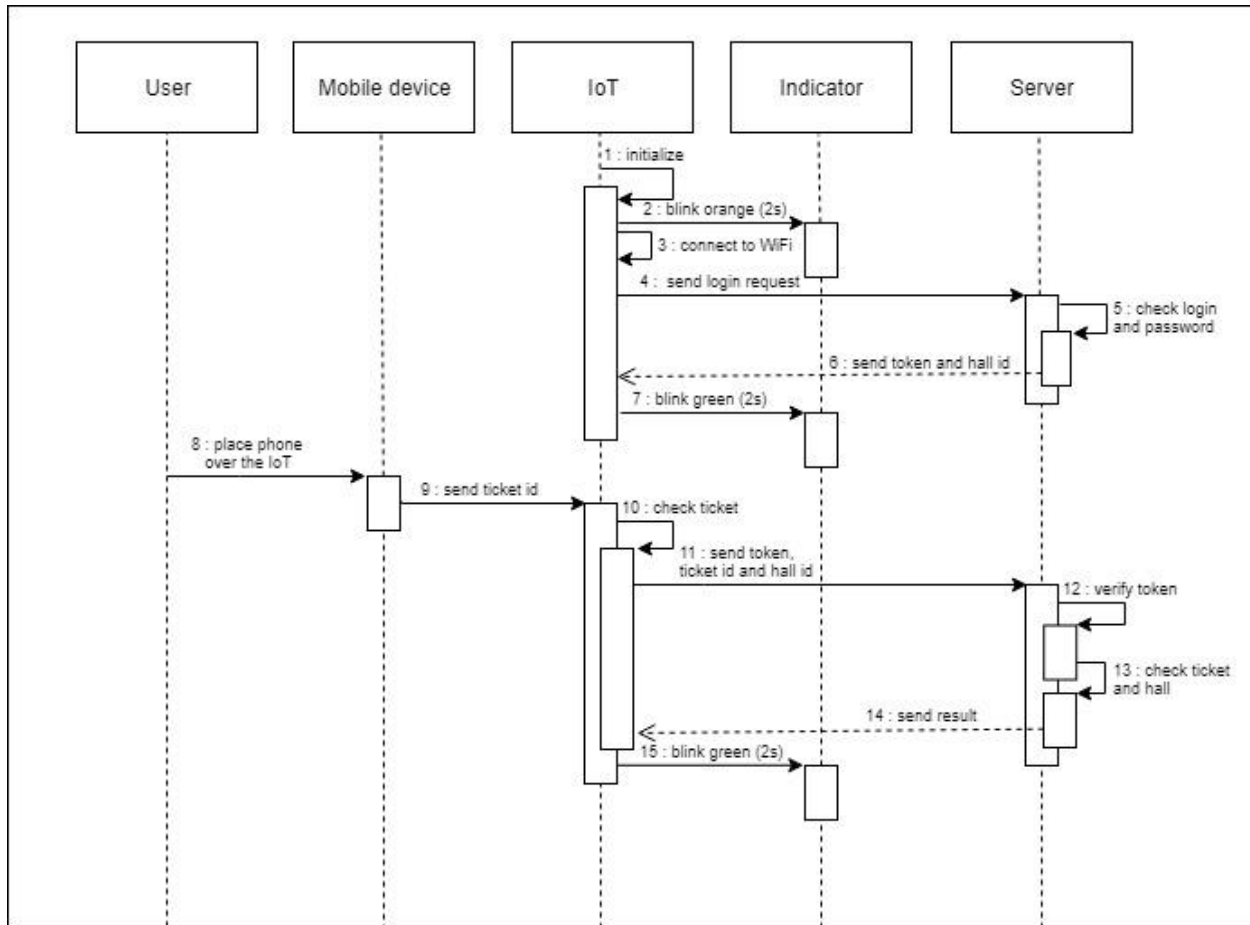 User
Mobile device
IoT
Indicator
Server
1 : initialize
2 : blink orange (2s)
3 : connect to WiFi
4 : send login request
5 : check login
and password
6 : send token and hall id
7 : blink green (2s)
8 : place phone
over the IoT
9 : send ticket id
10 : check ticket
11 : send token,
ticket id and hall id
12 : verify token
13 : check ticket
and hall
14 : send result
15 : blink green (2s)